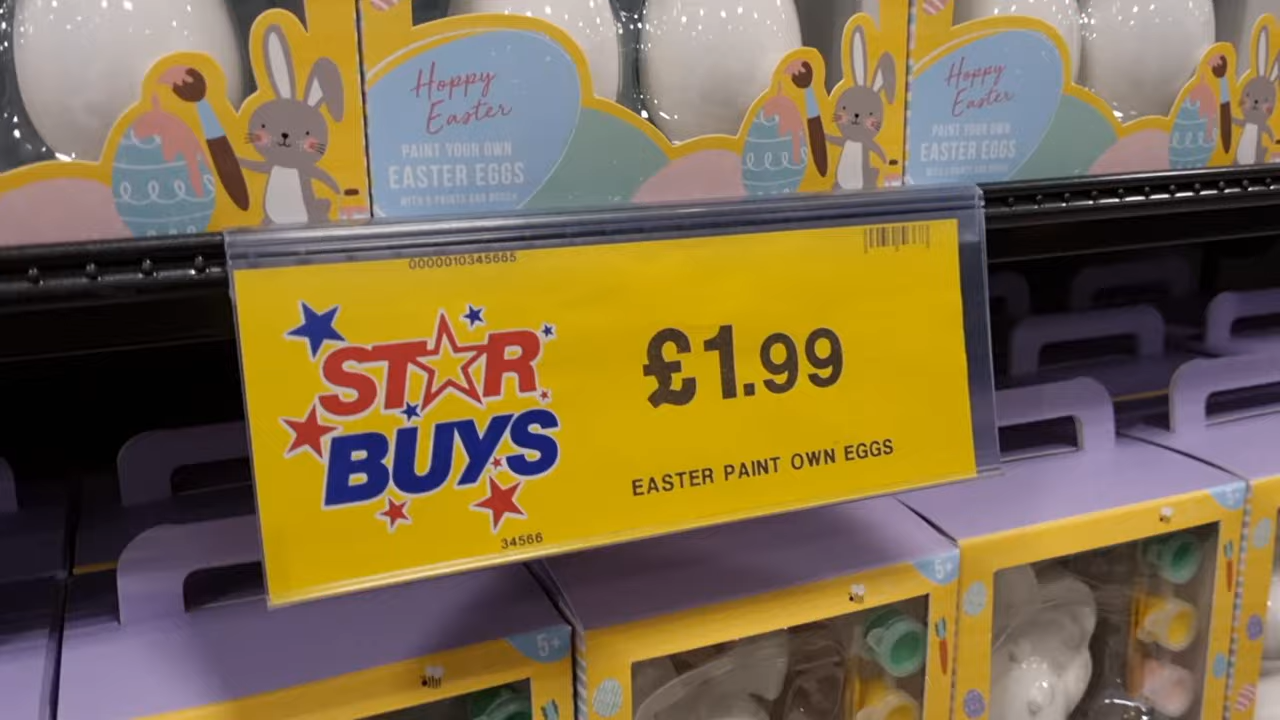 Hoppy
Easter
PAINT YOUR OWN
EASTER EGGS
Hoppy
Easter
PAINT YOUR OWN
EASTER EGGS
0000010345665
STAR
BUYS
£1.99
EASTER PAINT OWN EGGS
34566
5+
5+
5+